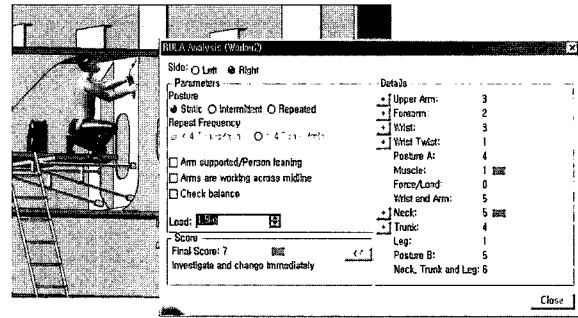 RULA Analysis (Worker2)
Side: Left Right
Parameters
Posture
Static Intermittent Repeated
Repeat Frequency
Arm supported/Person leaning
Arms are working across midline
Check balance
Load:
Score
Final Score: 7
Investigate and change immediately
Details
Upper Arm: 3
Forearm: 2
Wrist: 3
Wrist Twist: 1
Posture A: 4
Muscle: 1
Force/Load: 0
Wrist and Arm: 5
Neck: 5
Trunk: 4
Leg: 1
Posture B: 5
Neck, Trunk and Leg: 6
Close